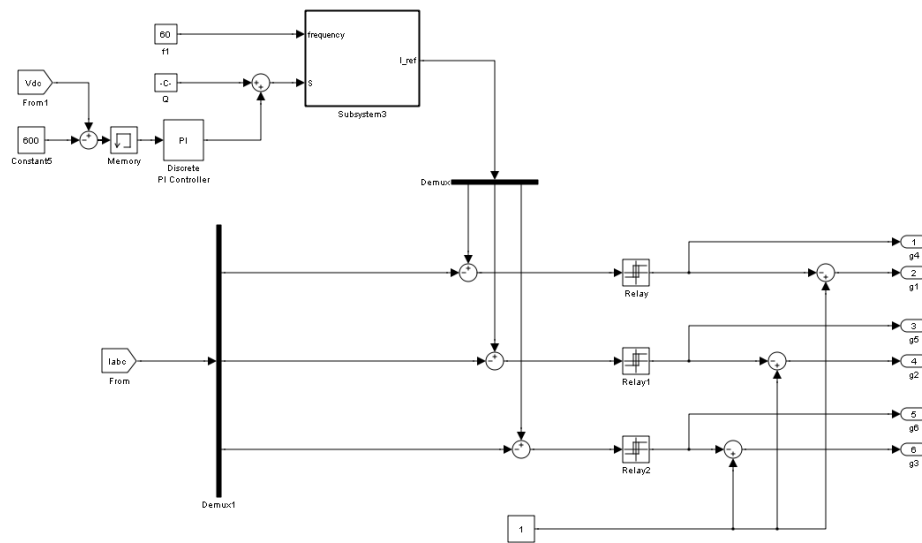 60
f1
frequency
I_ref
-C-
Q
S
Subsystem3
Vdc
From1
600
Constant5
Memory
PI
Discrete
PI Controller
Demux
1
g4
Relay
2
g1
3
g5
Iabc
From
Relay1
4
g2
5
g6
Relay2
6
g3
Demux1
1